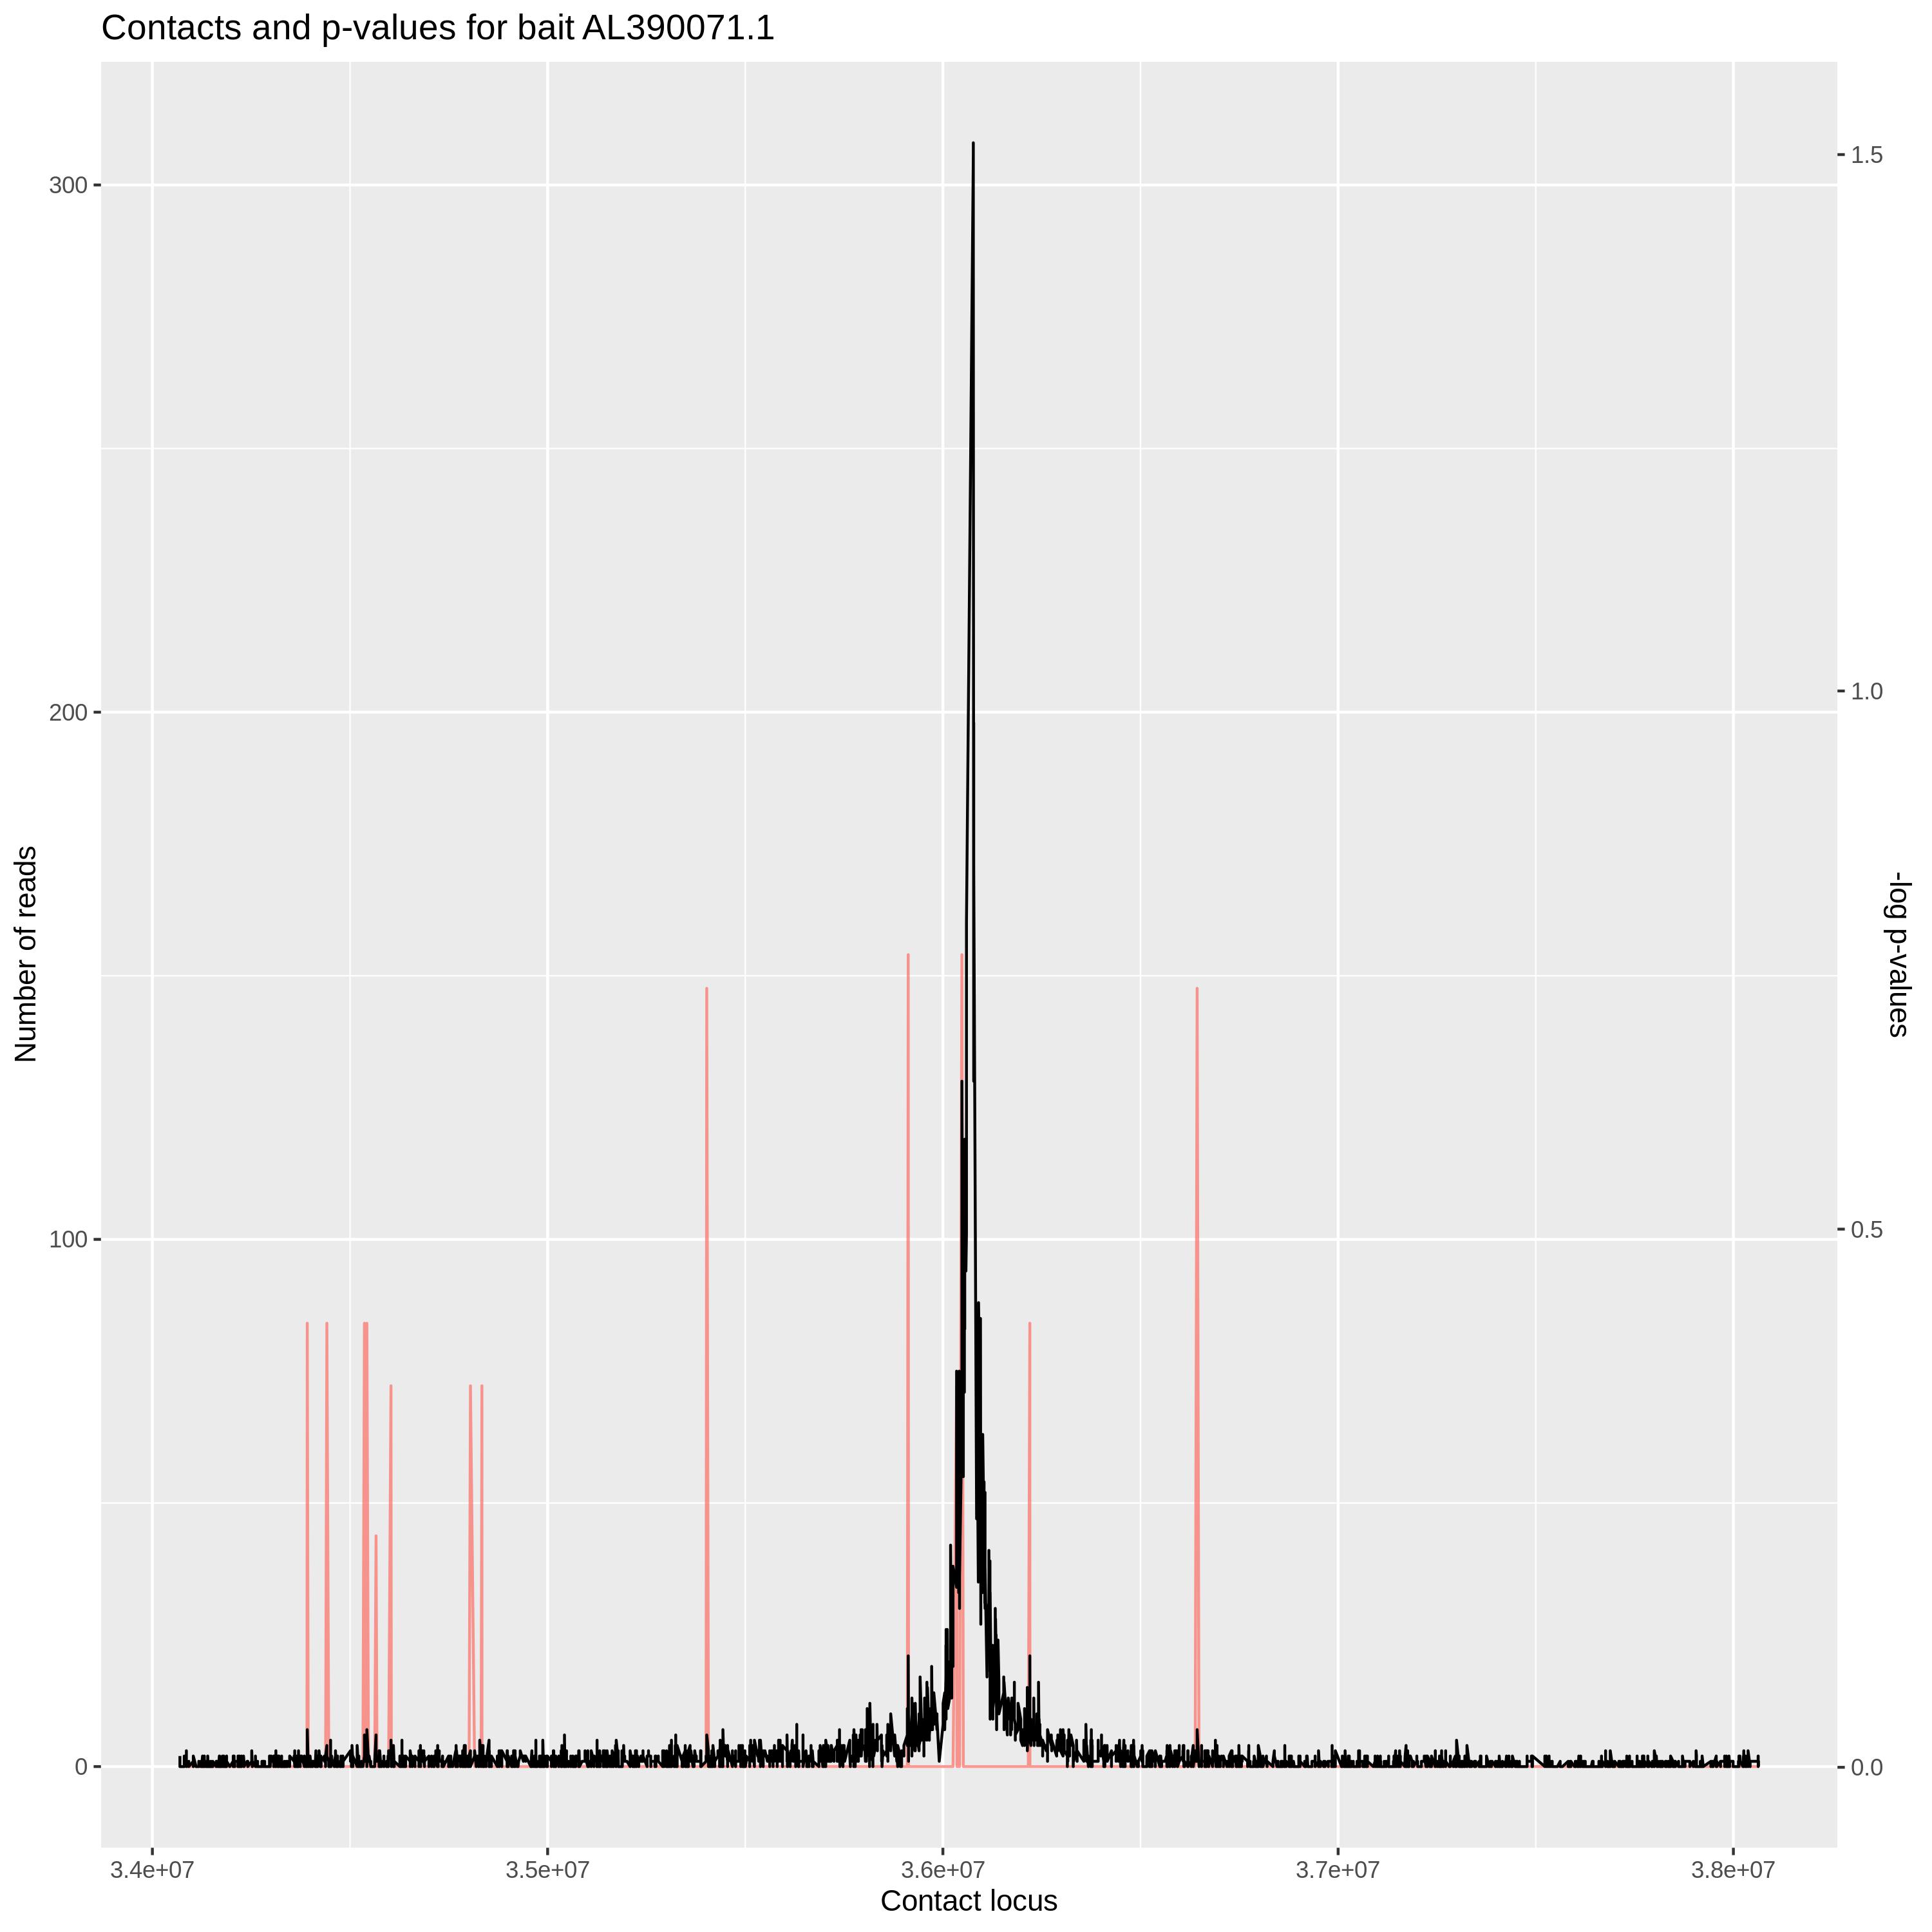 Contacts and p-values for bait AL390071.1
300
200
100
0
1.5
1.0
0.5
0.0
Number of reads
-log p-values
3.4e+07
3.5e+07
3.6e+07
3.7e+07
3.8e+07
Contact locus